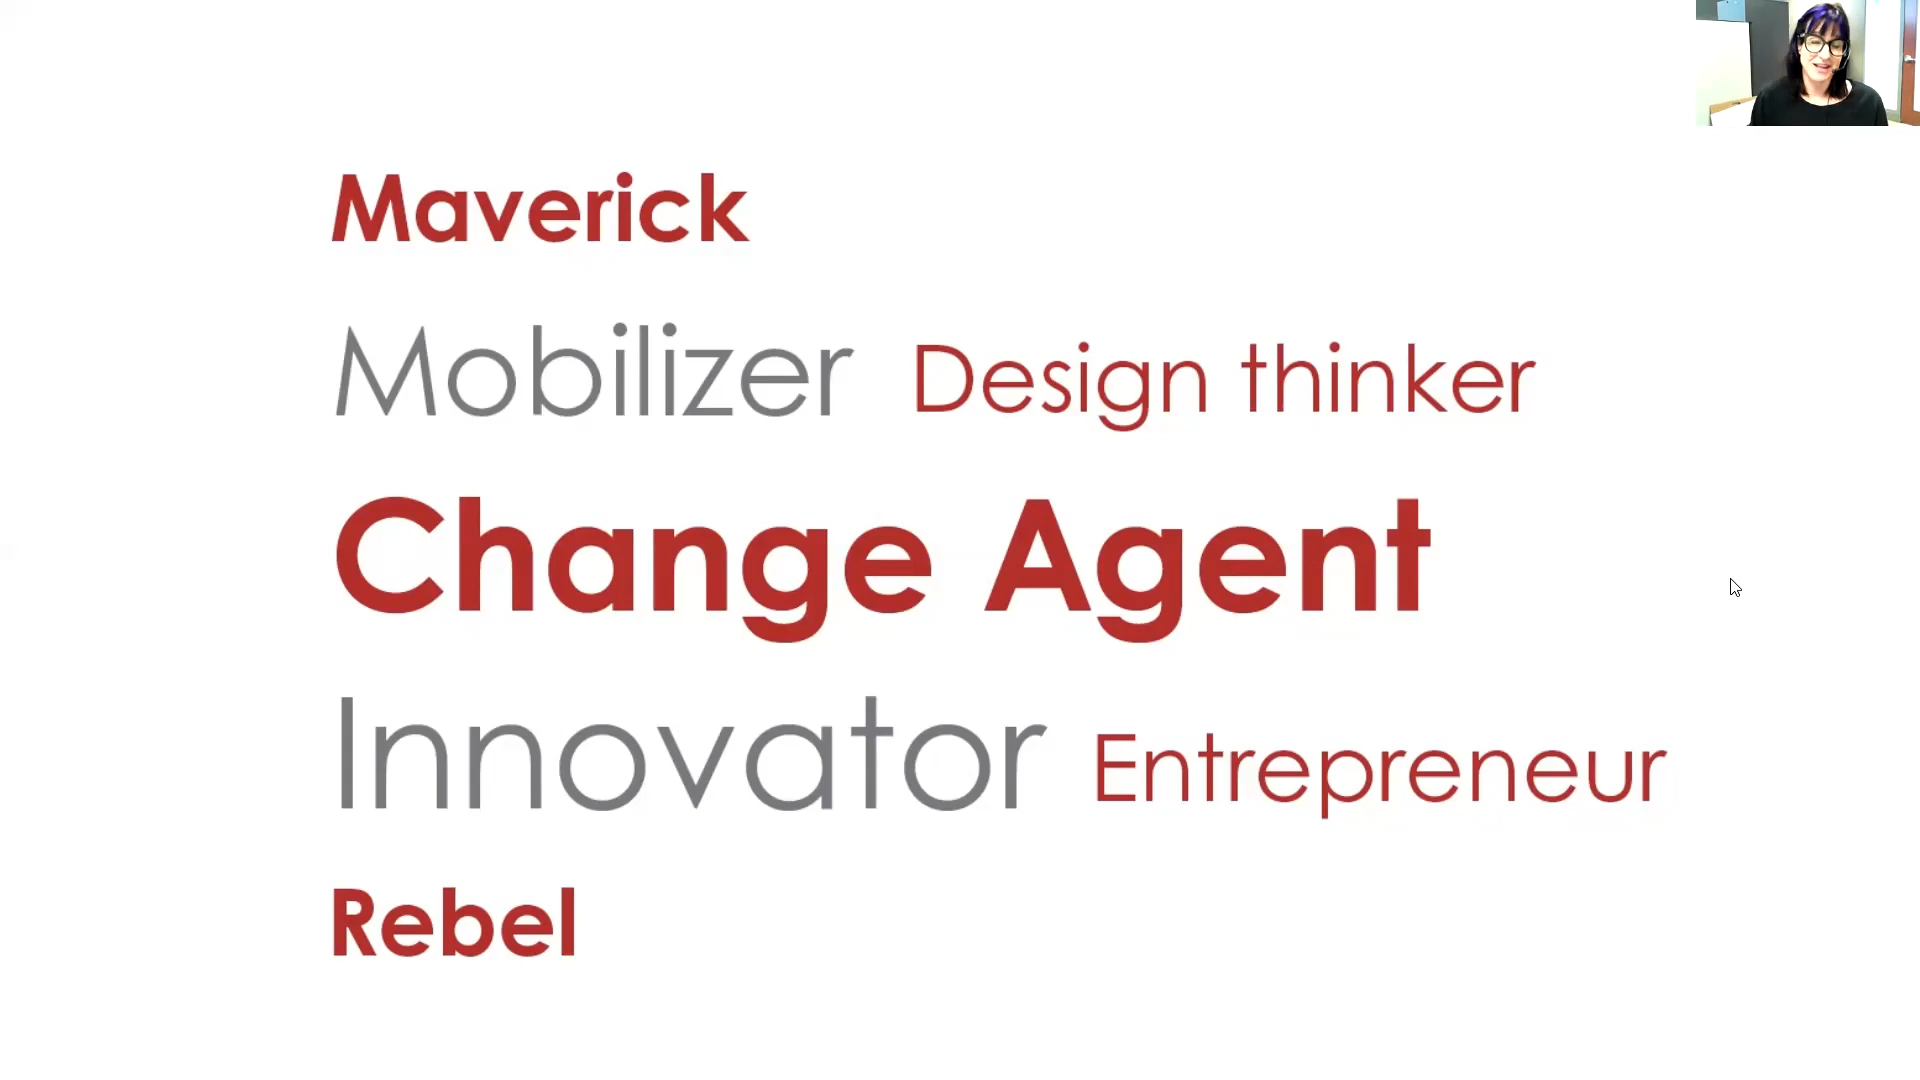 Maverick
Mobilizer Design thinker
Change Agent
Innovator Entrepreneur
Rebel